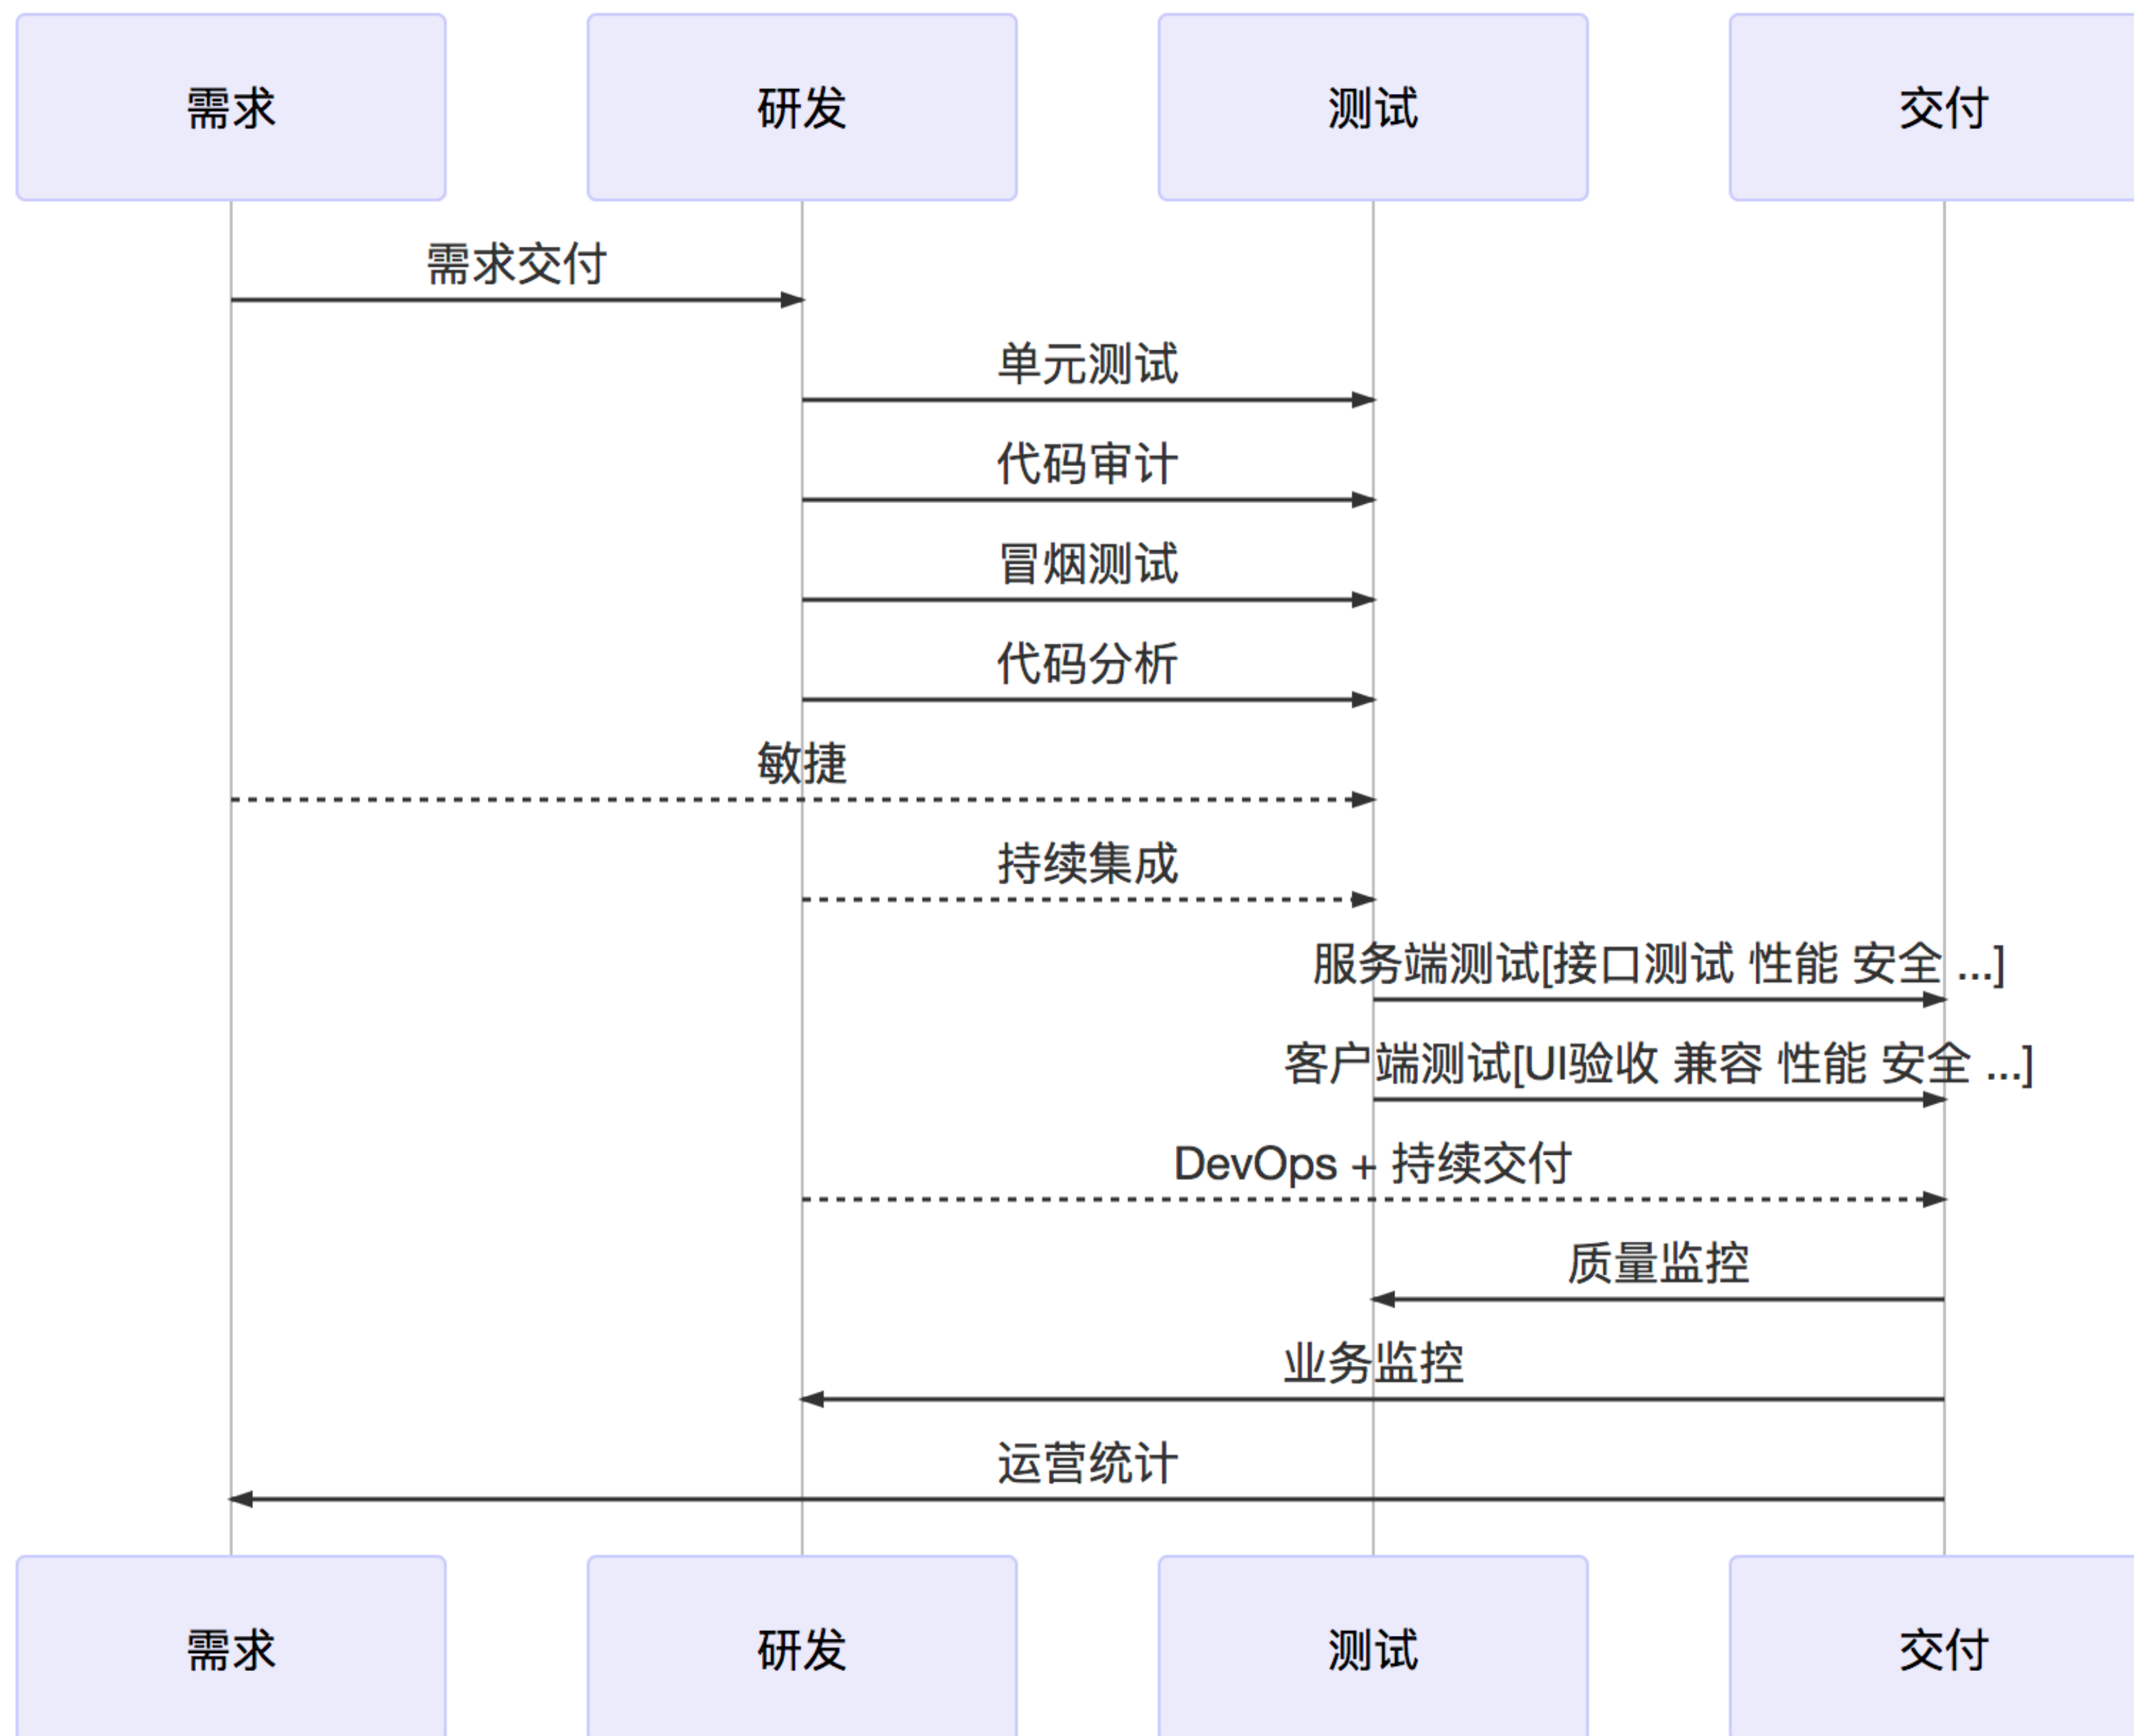 需求
研发
测试
交付
需求交付
单元测试
代码审计
冒烟测试
代码分析
敏捷
持续集成
服务端测试[接口测试 性能 安全 ...]
客户端测试[UI验收 兼容 性能 安全 ...]
DevOps + 持续交付
质量监控
业务监控
运营统计
需求
研发
测试
交付